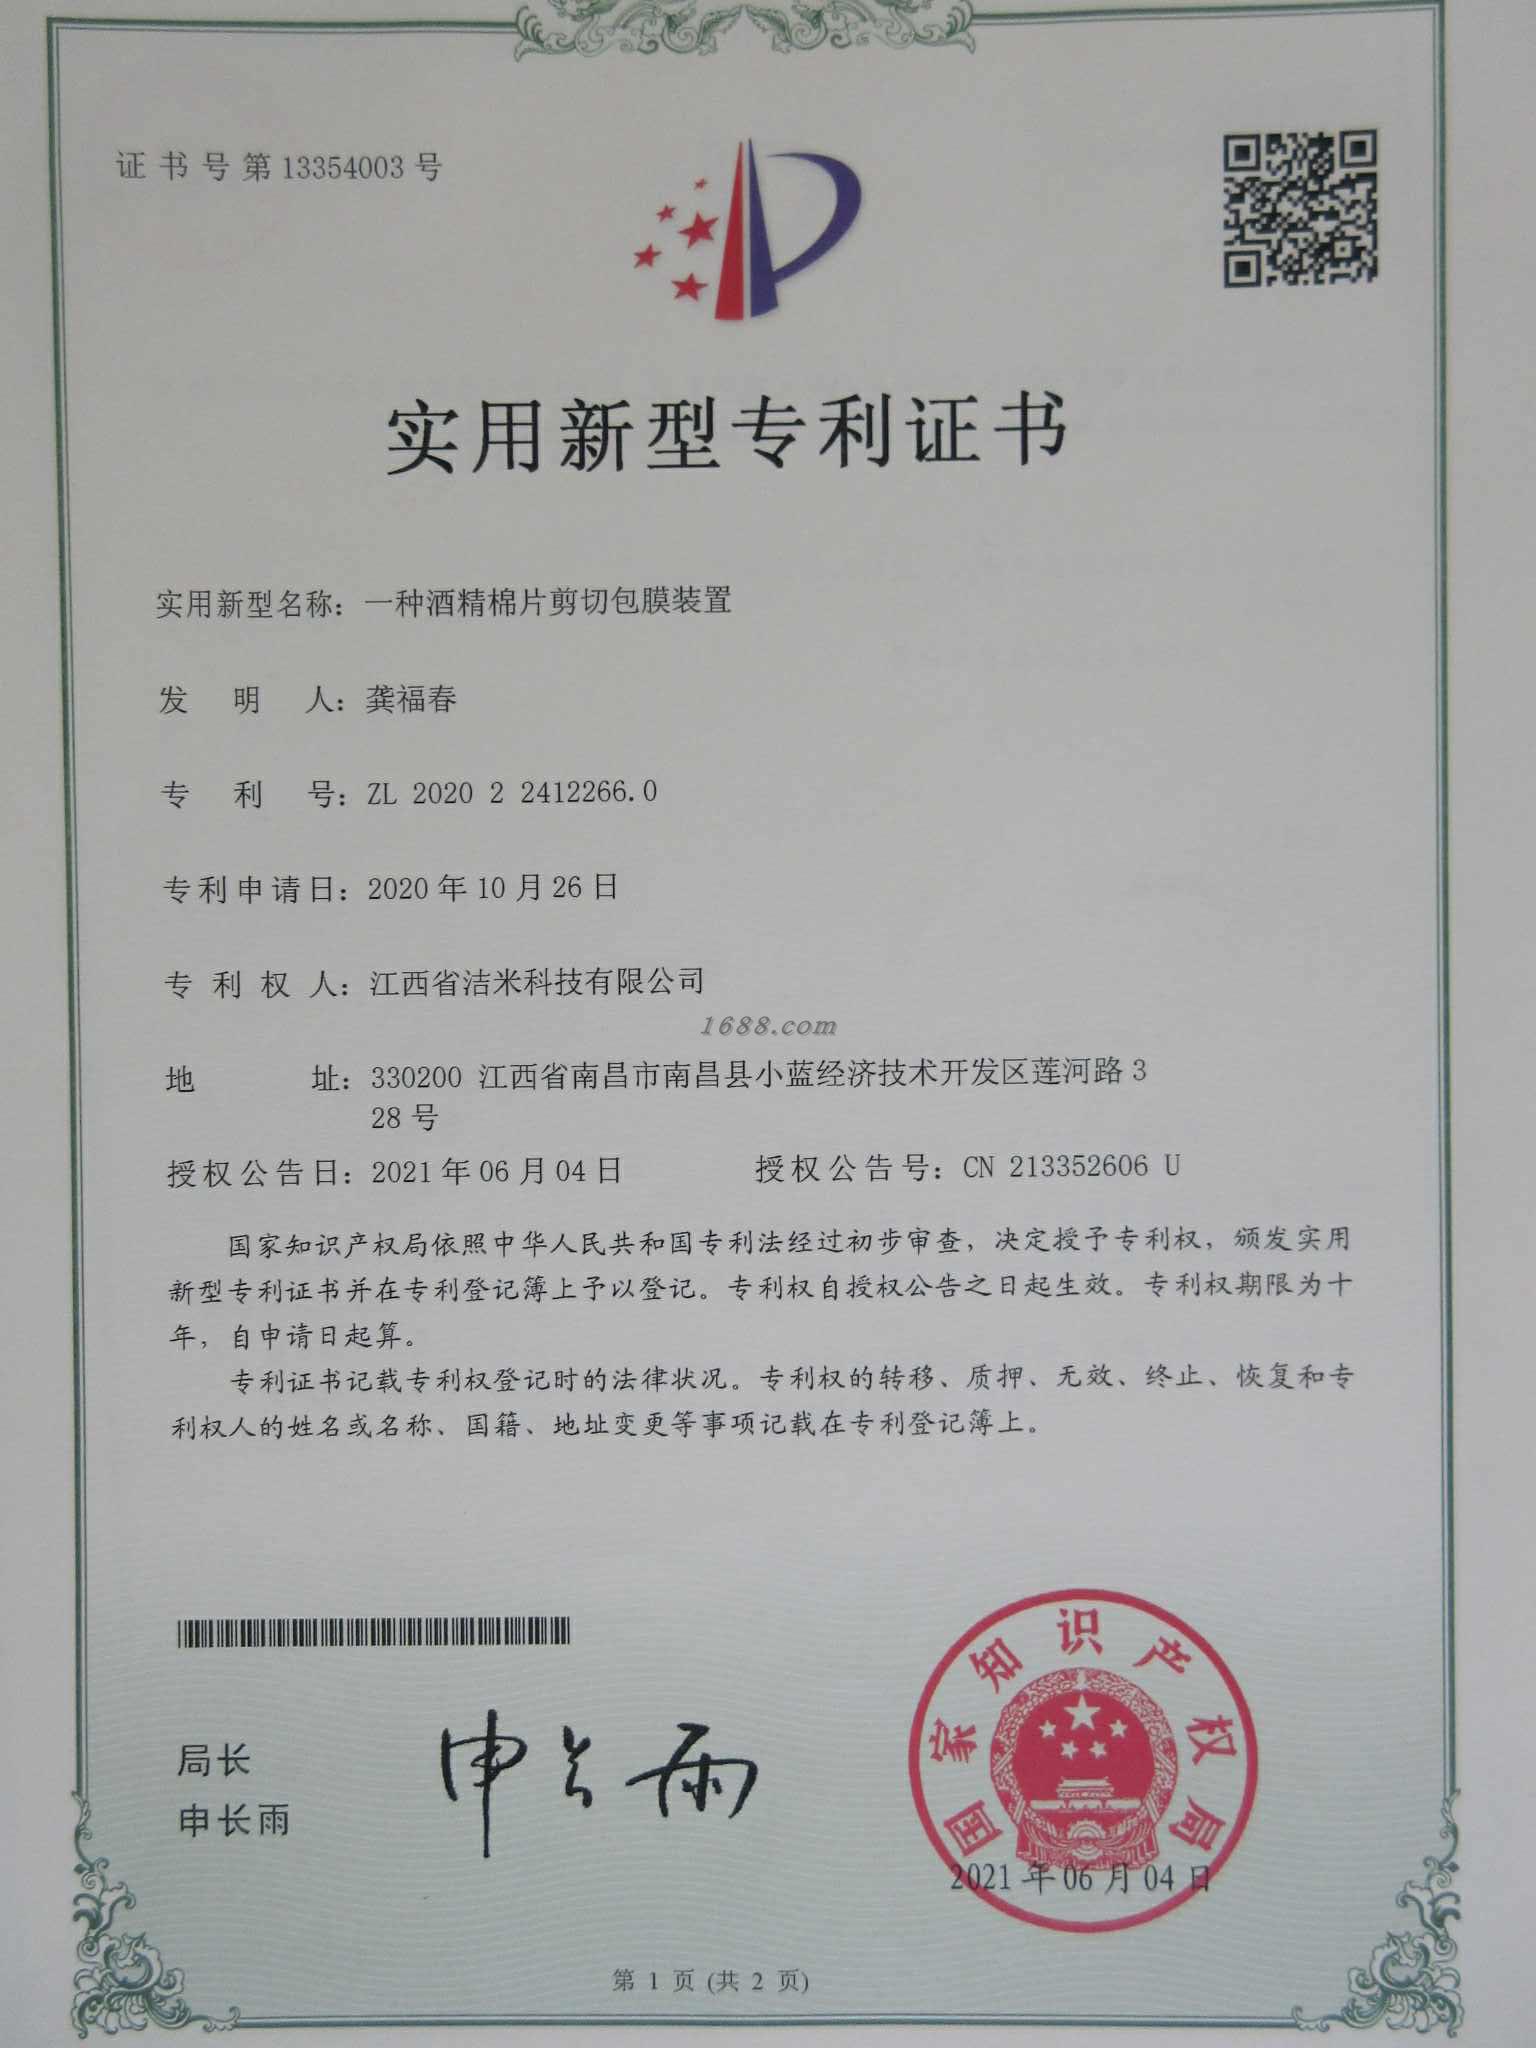 证书号第13354003号
实用新型专利证书
实用新型名称：一种酒精棉片剪切包膜装置
发明人：龚福春
专利号：ZL 2020 2 2412266.0
专利申请日：2020年10月26日
专利权人：江西省洁米科技有限公司
1688.com
地址：330200 江西省南昌市南昌县小蓝经济技术开发区莲河路3
28号
授权公告日：2021年06月04日 授权公告号：CN 213352606 U
国家知识产权局依照中华人民共和国专利法经过初步审查，决定授予专利权，颁发实用
新型专利证书并在专利登记簿上予以登记。专利权自授权公告之日起生效。专利权期限为十
年，自申请日起算。
专利证书记载专利权登记时的法律状况。专利权的转移、质押、无效、终止、恢复和专
利权人的姓名或名称、国籍、地址变更等事项记载在专利登记簿上。
局长
申长雨
申长雨
国家知识产权局
2021年06月04日
第 1 页 (共 2 页)